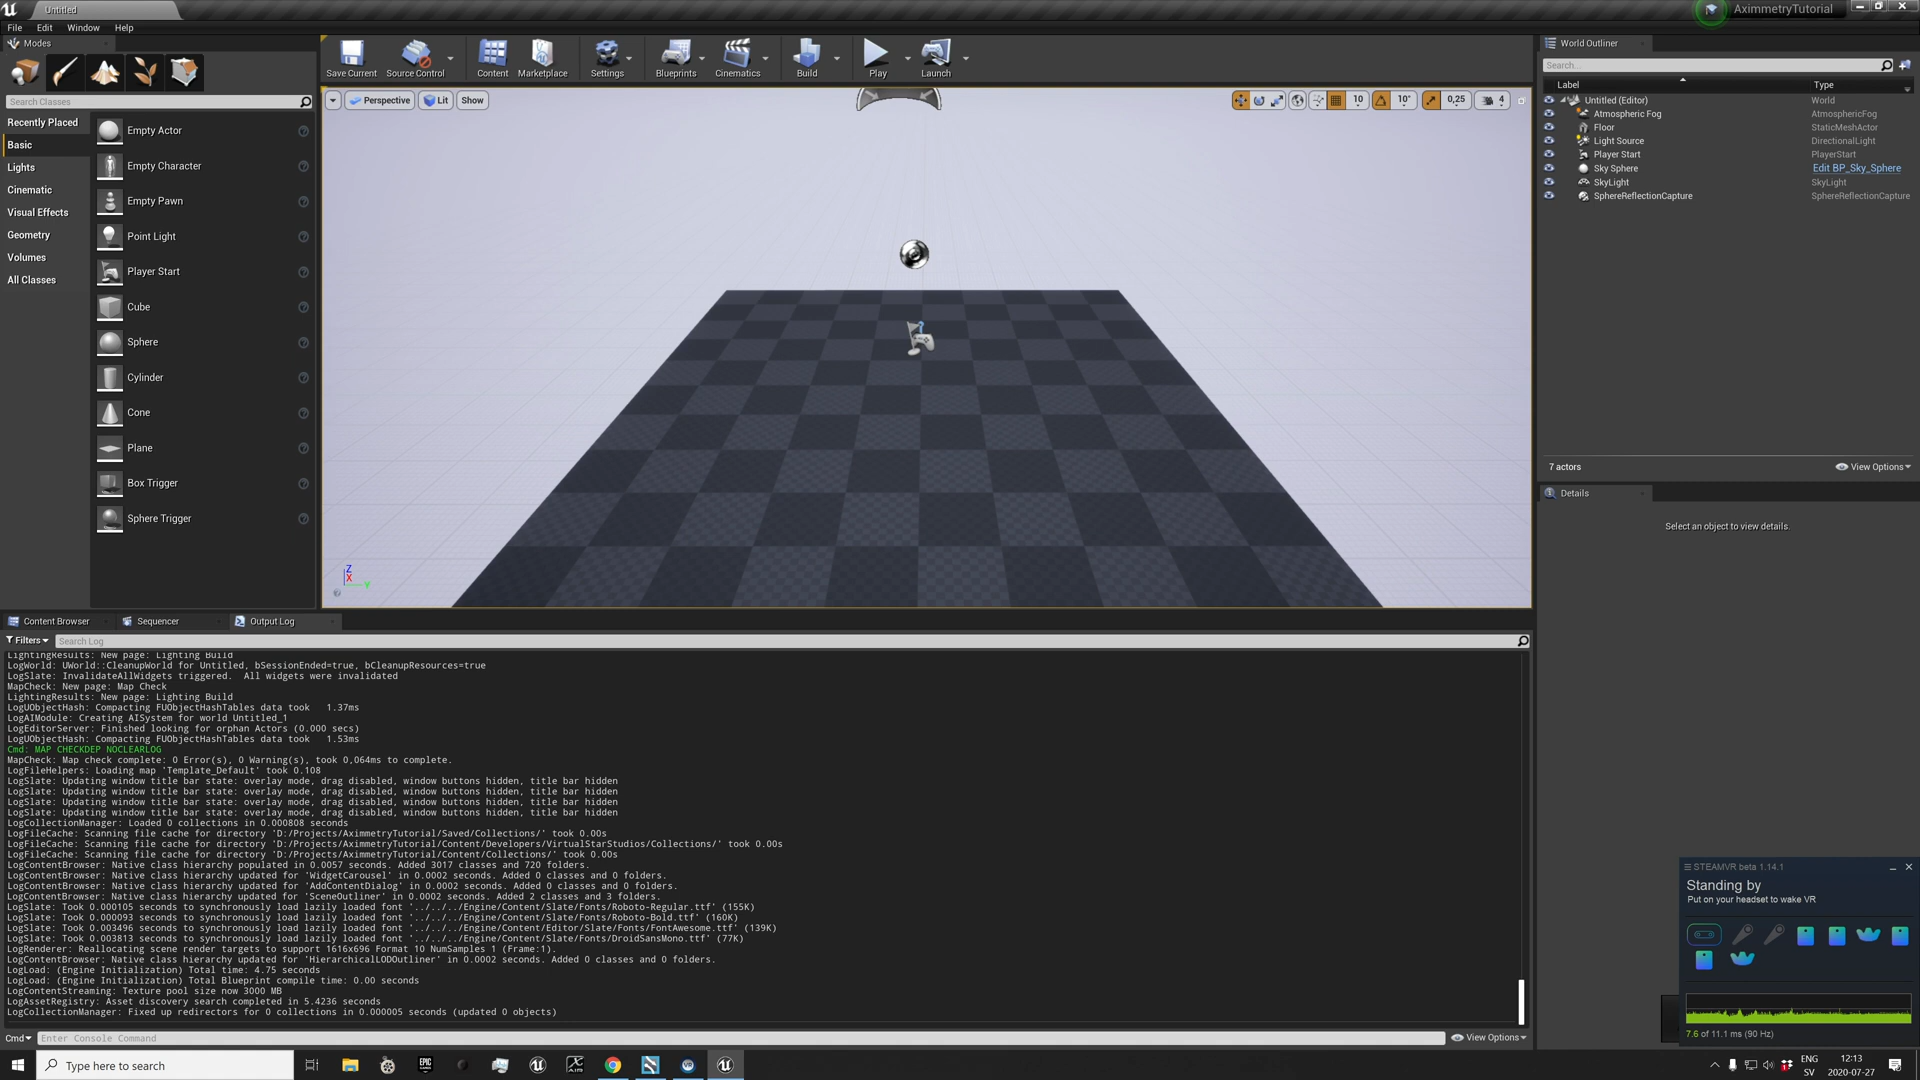 Untitled
AximmetryTutorial
File Edit Window Help
Modes
Save Current
Source Control
Content
Marketplace
Settings
Blueprints
Cinematics
Build
Play
Launch
Search Classes
Recently Placed
Basic
Lights
Cinematic
Visual Effects
Geometry
Volumes
All Classes
Empty Actor
Empty Character
Empty Pawn
Point Light
Player Start
Cube
Sphere
Cylinder
Cone
Plane
Box Trigger
Sphere Trigger
Perspective
Lit
Show
10
10°
0,25
4
Z
X
Y
World Outliner
Search...
Label Type
Untitled (Editor) World
Atmospheric Fog AtmosphericFog
Floor StaticMeshActor
Light Source DirectionalLight
Player Start PlayerStart
Sky Sphere Edit BP_Sky_Sphere
SkyLight SkyLight
SphereReflectionCapture SphereReflectionCapture
7 actors
View Options
Details
Select an object to view details.
Content Browser
Sequencer
Output Log
Filters
Search Log
LightingResults: New page: Lighting Build
LogWorld: UWorld::CleanupWorld for Untitled, bSessionEnded=true, bCleanupResources=true
LogSlate: InvalidateAllWidgets triggered.  All widgets were invalidated
MapCheck: New page: Map Check
LightingResults: New page: Lighting Build
LogUObjectHash: Compacting FUObjectHashTables data took   1.37ms
LogAIModule: Creating AISystem for world Untitled_1
LogEditorServer: Finished looking for orphan Actors (0.000 secs)
LogUObjectHash: Compacting FUObjectHashTables data took   1.53ms
Cmd: MAP CHECKDEP NOCLEARLOG
MapCheck: Map check complete: 0 Error(s), 0 Warning(s), took 0,064ms to complete.
LogFileHelpers: Loading map 'Template_Default' took 0.108
LogSlate: Updating window title bar state: overlay mode, drag disabled, window buttons hidden, title bar hidden
LogSlate: Updating window title bar state: overlay mode, drag disabled, window buttons hidden, title bar hidden
LogSlate: Updating window title bar state: overlay mode, drag disabled, window buttons hidden, title bar hidden
LogSlate: Updating window title bar state: overlay mode, drag disabled, window buttons hidden, title bar hidden
LogCollectionManager: Loaded 0 collections in 0.000808 seconds
LogFileCache: Scanning file cache for directory 'D:/Projects/AximmetryTutorial/Saved/Collections/' took 0.00s
LogFileCache: Scanning file cache for directory 'D:/Projects/AximmetryTutorial/Content/Developers/VirtualStarStudios/Collections/' took 0.00s
LogFileCache: Scanning file cache for directory 'D:/Projects/AximmetryTutorial/Content/Collections/' took 0.00s
LogContentBrowser: Native class hierarchy populated in 0.0057 seconds. Added 3017 classes and 720 folders.
LogContentBrowser: Native class hierarchy updated for 'WidgetCarousel' in 0.0002 seconds. Added 0 classes and 0 folders.
LogContentBrowser: Native class hierarchy updated for 'AddContentDialog' in 0.0002 seconds. Added 0 classes and 0 folders.
LogContentBrowser: Native class hierarchy updated for 'SceneOutliner' in 0.0002 seconds. Added 2 classes and 3 folders.
LogSlate: Took 0.000105 seconds to synchronously load lazily loaded font '../../../Engine/Content/Slate/Fonts/Roboto-Regular.ttf' (155K)
LogSlate: Took 0.000093 seconds to synchronously load lazily loaded font '../../../Engine/Content/Slate/Fonts/Roboto-Bold.ttf' (160K)
LogSlate: Took 0.003496 seconds to synchronously load lazily loaded font '../../../Engine/Content/Editor/Slate/Fonts/FontAwesome.ttf' (139K)
LogSlate: Took 0.003813 seconds to synchronously load lazily loaded font '../../../Engine/Content/Slate/Fonts/DroidSansMono.ttf' (77K)
LogRenderer: Reallocating scene render targets to support 1616x696 Format 10 NumSamples 1 (Frame:1).
LogContentBrowser: Native class hierarchy updated for 'HierarchicalLODOutliner' in 0.0002 seconds. Added 0 classes and 0 folders.
LogLoad: (Engine Initialization) Total time: 4.75 seconds
LogLoad: (Engine Initialization) Total Blueprint compile time: 0.00 seconds
LogContentStreaming: Texture pool size now 3000 MB
LogAssetRegistry: Asset discovery search completed in 5.4236 seconds
LogCollectionManager: Fixed up redirectors for 0 collections in 0.000005 seconds (updated 0 objects)
Cmd
Enter Console Command
View Options
STEAMVR beta 1.14.1
Standing by
Put on your headset to wake VR
7.6 of 11.1 ms (90 Hz)
Type here to search
ENG
SV
12:13
2020-07-27